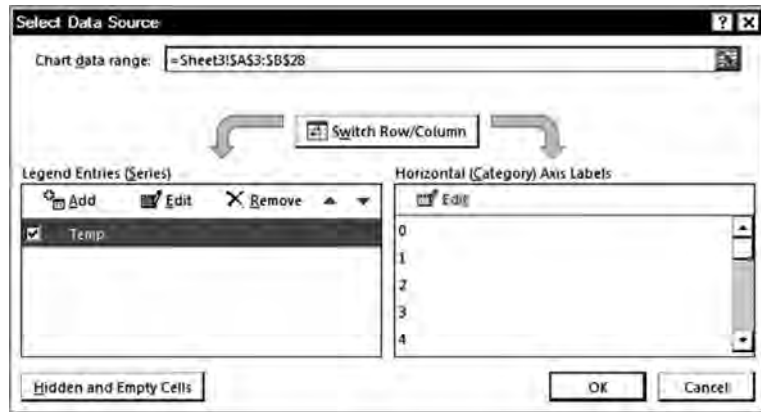 Select Data Source
Chart data range: =Sheet3!$A$3:$B$28
Switch Row/Column
Legend Entries (Series)
Add Edit Remove
Temp
Horizontal (Category) Axis Labels
Edit
0
1
2
3
4
Hidden and Empty Cells
OK Cancel